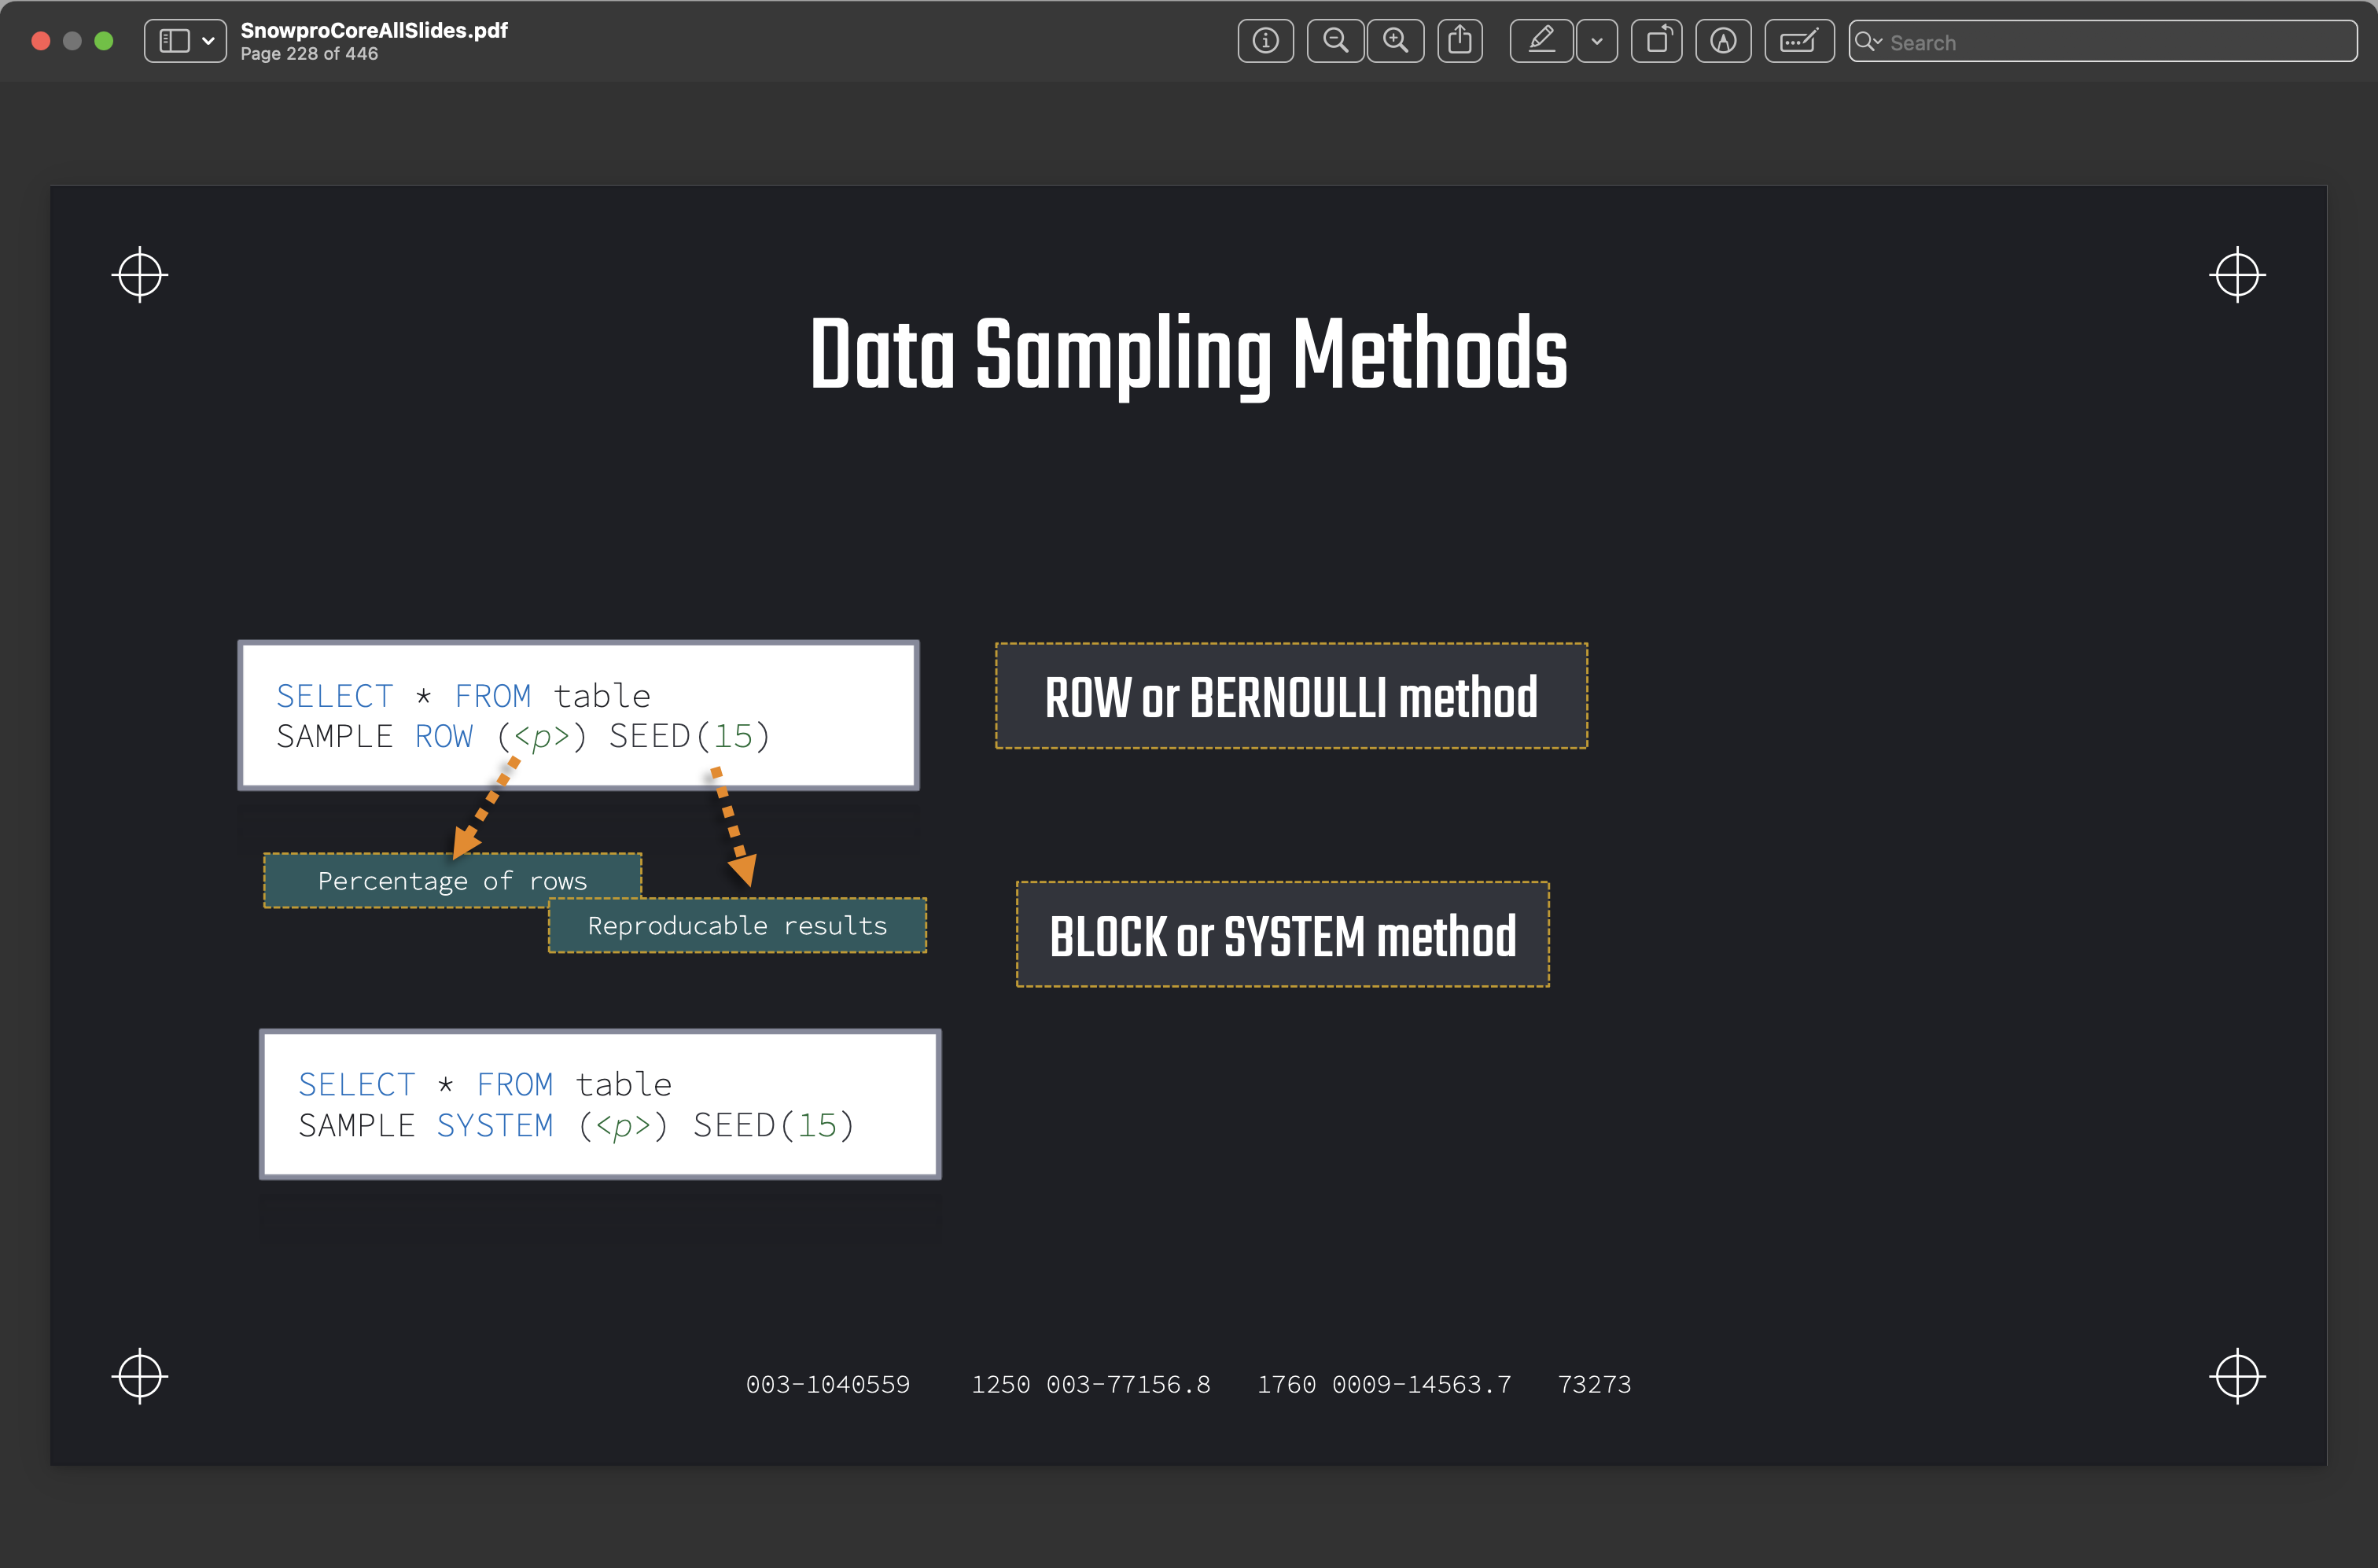 SnowproCoreAllSlides.pdf
Page 228 of 446
Search
Data Sampling Methods
SELECT * FROM table
SAMPLE ROW (<p>) SEED(15)
ROW or BERNOULLI method
Percentage of rows
Reproducable results
BLOCK or SYSTEM method
SELECT * FROM table
SAMPLE SYSTEM (<p>) SEED(15)
003-1040559 1250 003-77156.8 1760 0009-14563.7 73273